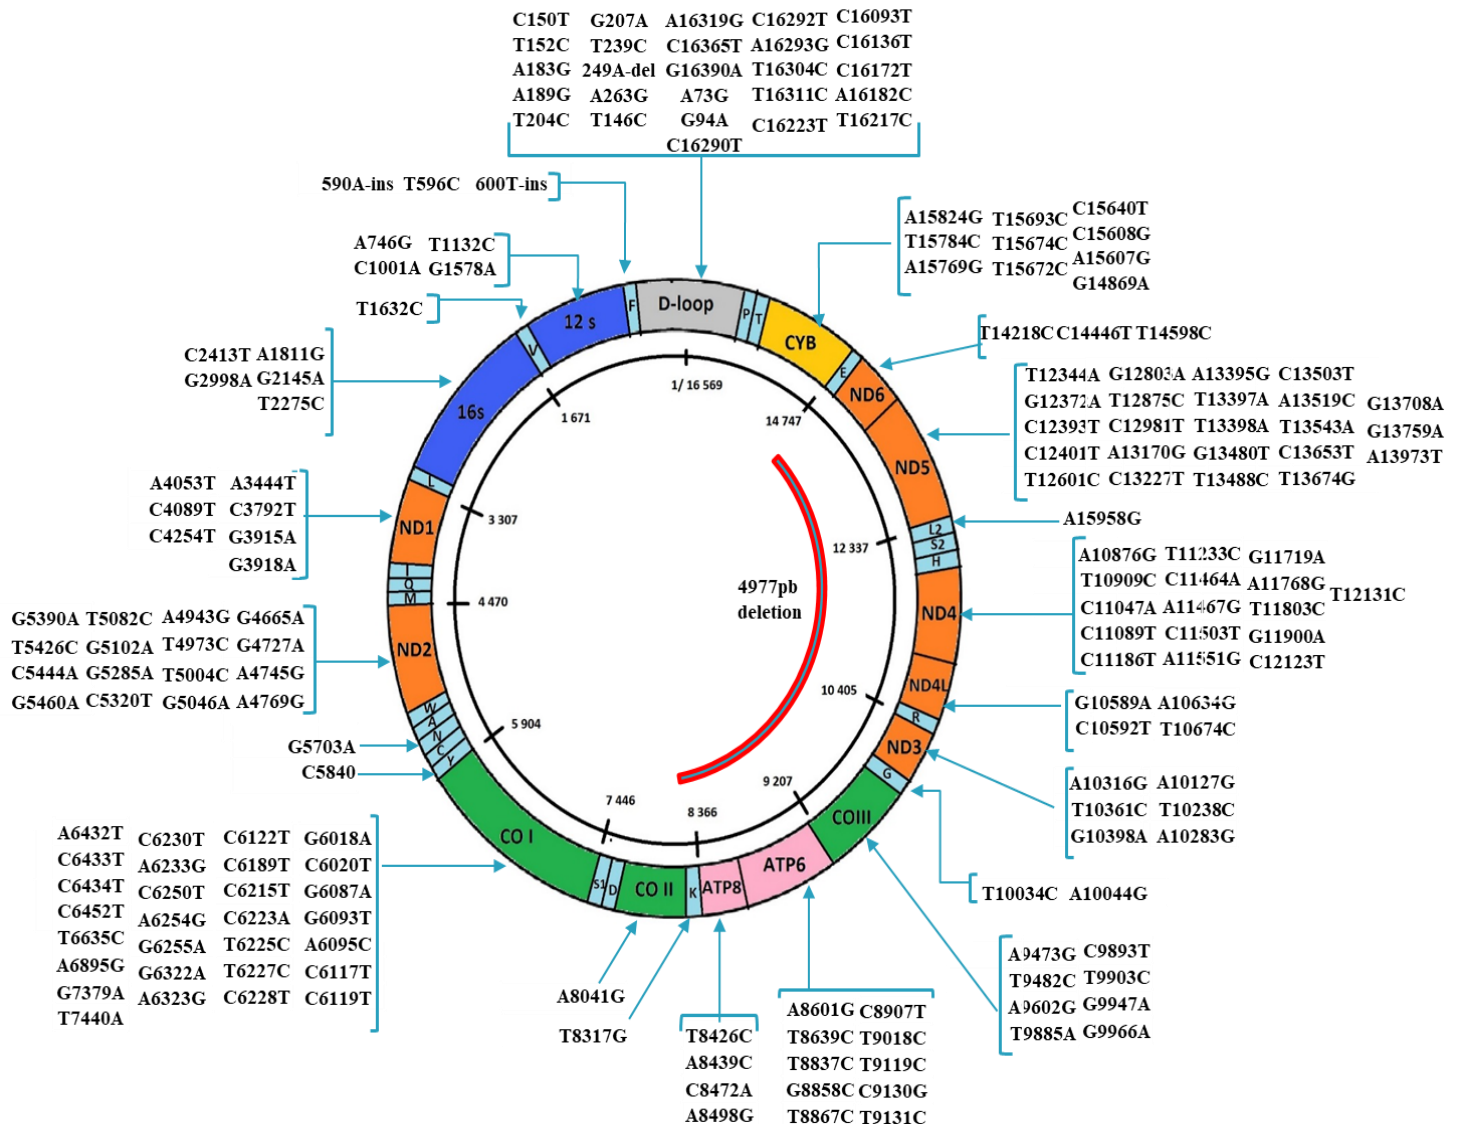 C150T G207A A16319G C16292T C16093T
T152C T239C C16365T A16293G C16136T
A183G 249A-del G16390A T16304C C16172T
A189G A263G A73G T16311C A16182C
T204C T146C G94A C16223T T16217C
C16290T
590A-ins T596C 600T-ins
A746G T1132C
C1001A G1578A
T1632C
C2413T A1811G
G2998A G2145A
T2275C
A4053T A3444T
C4089T C3792T
C4254T G3915A
G3918A
G5390A T5082C A4943G G4665A
T5426C G5102A T4973C G4727A
C5444A G5285A T5004C A4745G
G5460A C5320T G5046A A4769G
G5703A
C5840
A6432T C6230T C6122T G6018A
C6433T A6233G C6189T C6020T
C6434T C6250T C6215T G6087A
C6452T A6254G C6223A G6093T
T6635C G6255A T6225C A6095C
A6895G G6322A T6227C C6117T
G7379A A6323G C6228T C6119T
T7440A
A8041G
T8317G
T8426C
A8439C
C8472A
A8498G
A8601G C8907T
T8639C T9018C
T8837C T9119C
G8858C C9130G
T8867C T9131C
A9473G C9893T
T9482C T9903C
A9602G G9947A
T9885A G9966A
T10034C A10044G
A10316G A10127G
T10361C T10238C
G10398A A10283G
G10589A A10634G
C10592T T10674C
A10876G T11233C G11719A
T10909C C11464A A11768G T12131C
C11047A A11467G T11803C
C11089T C11503T G11900A
C11186T A11551G C12123T
A15958G
T12344A G12803A A13395G C13503T
G12372A T12875C T13397A A13519C G13708A
C12393T C12981T T13398A T13543A G13759A
C12401T A13170G G13480T C13653T A13973T
T12601C C13227T T13488C T13674G
T14218C C14446T T14598C
A15824G T15693C C15640T
T15784C T15674C C15608G
A15769G T15672C A15607G
G14869A
D-loop
P
T
CYB
E
ND6
ND5
L2
S2
H
ND4
ND4L
R
ND3
G
COIII
ATP6
ATP8
K
CO II
D
S1
CO I
Y
C
N
A
W
ND2
M
Q
I
ND1
L
16s
V
12 s
F
1/ 16 569
14 747
12 337
10 405
9 207
8 366
7 446
5 904
4 470
3 307
1 671
4977pb
deletion